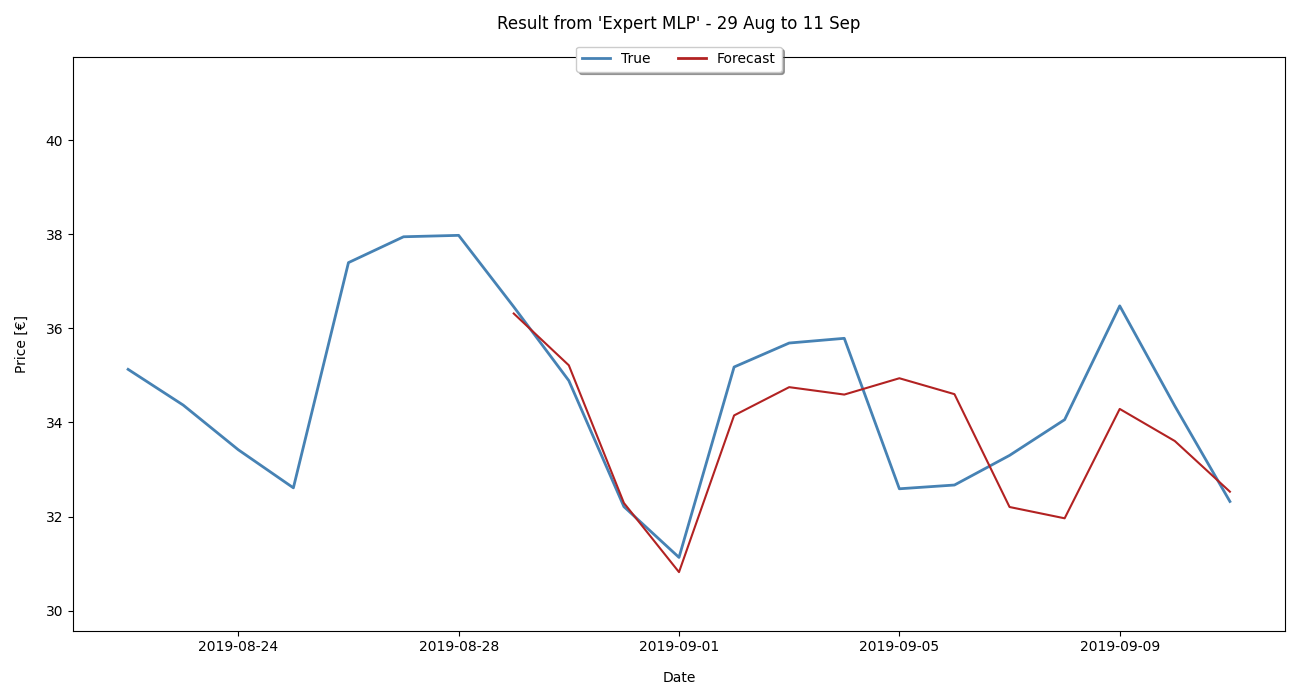 Result from 'Expert MLP' - 29 Aug to 11 Sep
True Forecast
Price [€]
40
38
36
34
32
30
2019-08-24 2019-08-28 2019-09-01 2019-09-05 2019-09-09
Date